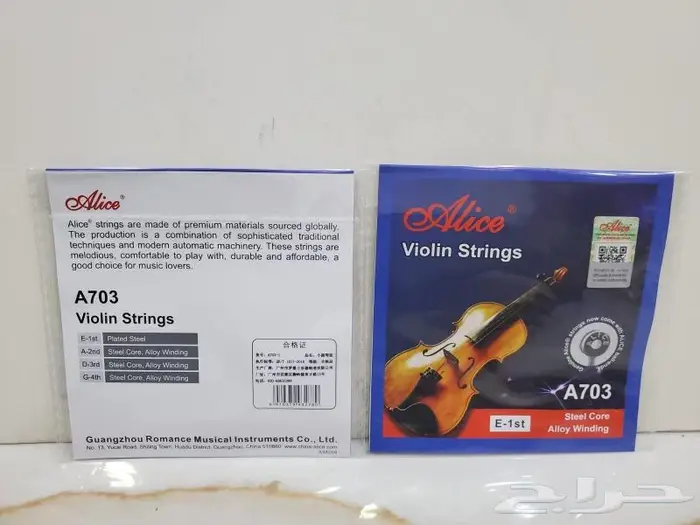 Alice®
Alice® strings are made of premium materials sourced globally.
The production is a combination of sophisticated traditional
techniques and modern automatic machinery. These strings are
melodious, comfortable to play with, durable and affordable, a
good choice for music lovers.
A703
Violin Strings
E-1st Plated Steel
A-2nd Steel Core, Alloy Winding
D-3rd Steel Core, Alloy Winding
G-4th Steel Core, Alloy Winding
合格证
Guangzhou Romance Musical Instruments Co., Ltd.
Alice®
Violin Strings
Alice
A703
E-1st
Steel Core
Alloy Winding
حراج